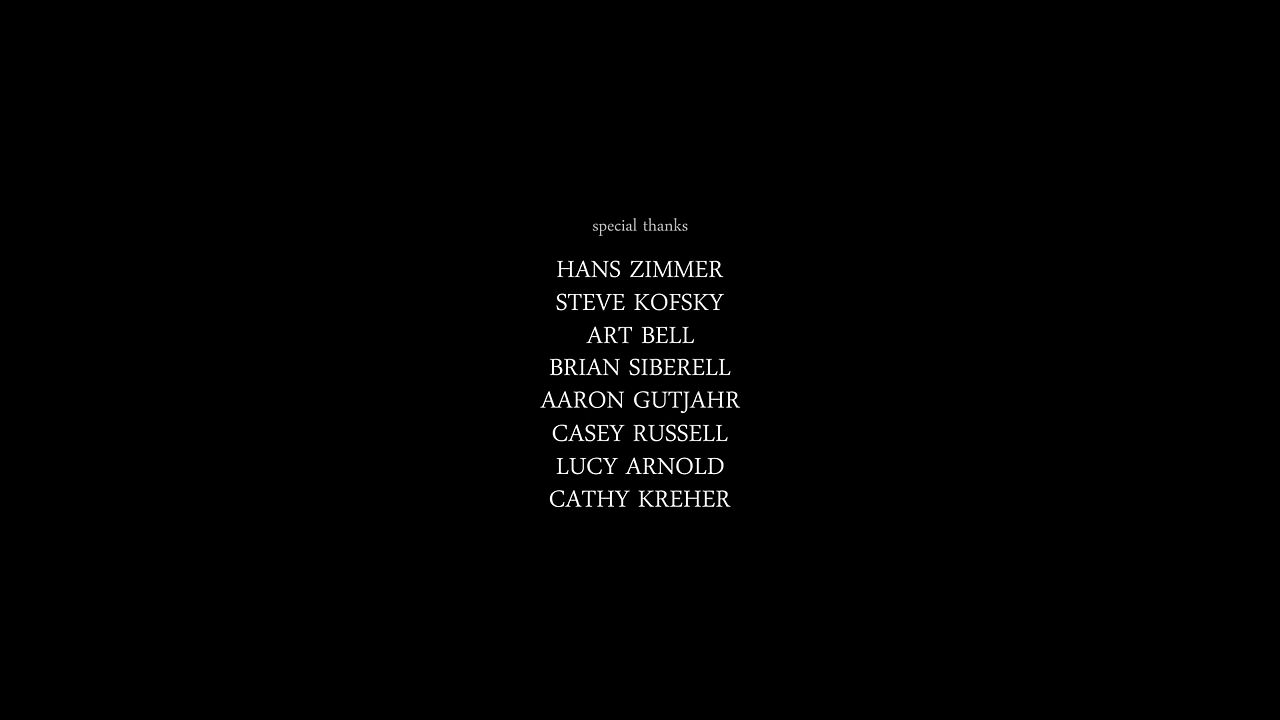 special thanks
HANS ZIMMER
STEVE KOFSKY
ART BELL
BRIAN SIBERELL
AARON GUTJAHR
CASEY RUSSELL
LUCY ARNOLD
CATHY KREHER